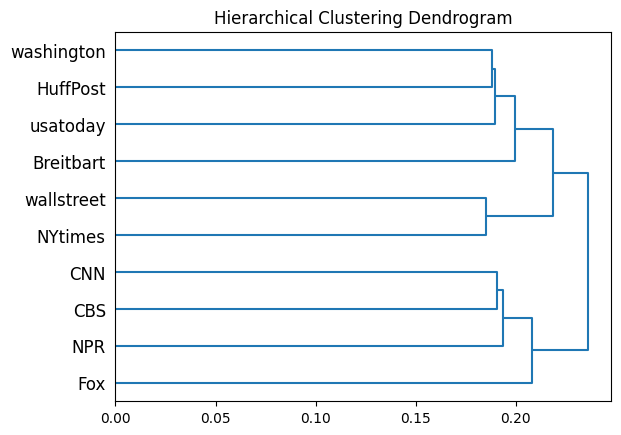 Hierarchical Clustering Dendrogram
washington
HuffPost
usatoday
Breitbart
wallstreet
NYtimes
CNN
CBS
NPR
Fox
0.00 0.05 0.10 0.15 0.20